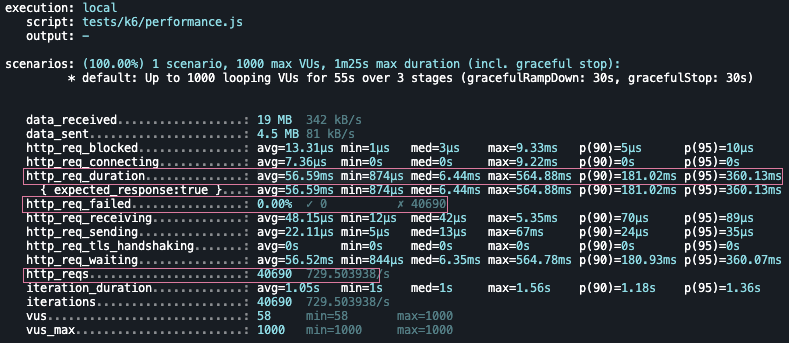 execution: local
script: tests/k6/performance.js
output: -
scenarios: (100.00%) 1 scenario, 1000 max VUs, 1m25s max duration (incl. graceful stop):
* default: Up to 1000 looping VUs for 55s over 3 stages (gracefulRampDown: 30s, gracefulStop: 30s)
data_received..................: 19 MB 342 kB/s
data_sent......................: 4.5 MB 81 kB/s
http_req_blocked...............: avg=13.31µs min=1µs med=3µs max=9.33ms p(90)=5µs p(95)=10µs
http_req_connecting............: avg=7.36µs min=0s med=0s max=9.22ms p(90)=0s p(95)=0s
http_req_duration..............: avg=56.59ms min=874µs med=6.44ms max=564.88ms p(90)=181.02ms p(95)=360.13ms
{ expected_response:true }...: avg=56.59ms min=874µs med=6.44ms max=564.88ms p(90)=181.02ms p(95)=360.13ms
http_req_failed................: 0.00% ✓ 0 ✗ 40690
http_req_receiving.............: avg=48.15µs min=12µs med=42µs max=5.35ms p(90)=70µs p(95)=89µs
http_req_sending...............: avg=22.11µs min=5µs med=13µs max=67ms p(90)=24µs p(95)=35µs
http_req_tls_handshaking.......: avg=0s min=0s med=0s max=0s p(90)=0s p(95)=0s
http_req_waiting...............: avg=56.52ms min=844µs med=6.35ms max=564.78ms p(90)=180.93ms p(95)=360.07ms
http_reqs......................: 40690 729.503938/s
iteration_duration.............: avg=1.05s min=1s med=1s max=1.56s p(90)=1.18s p(95)=1.36s
iterations.....................: 40690 729.503938/s
vus............................: 58 min=58 max=1000
vus_max........................: 1000 min=1000 max=1000